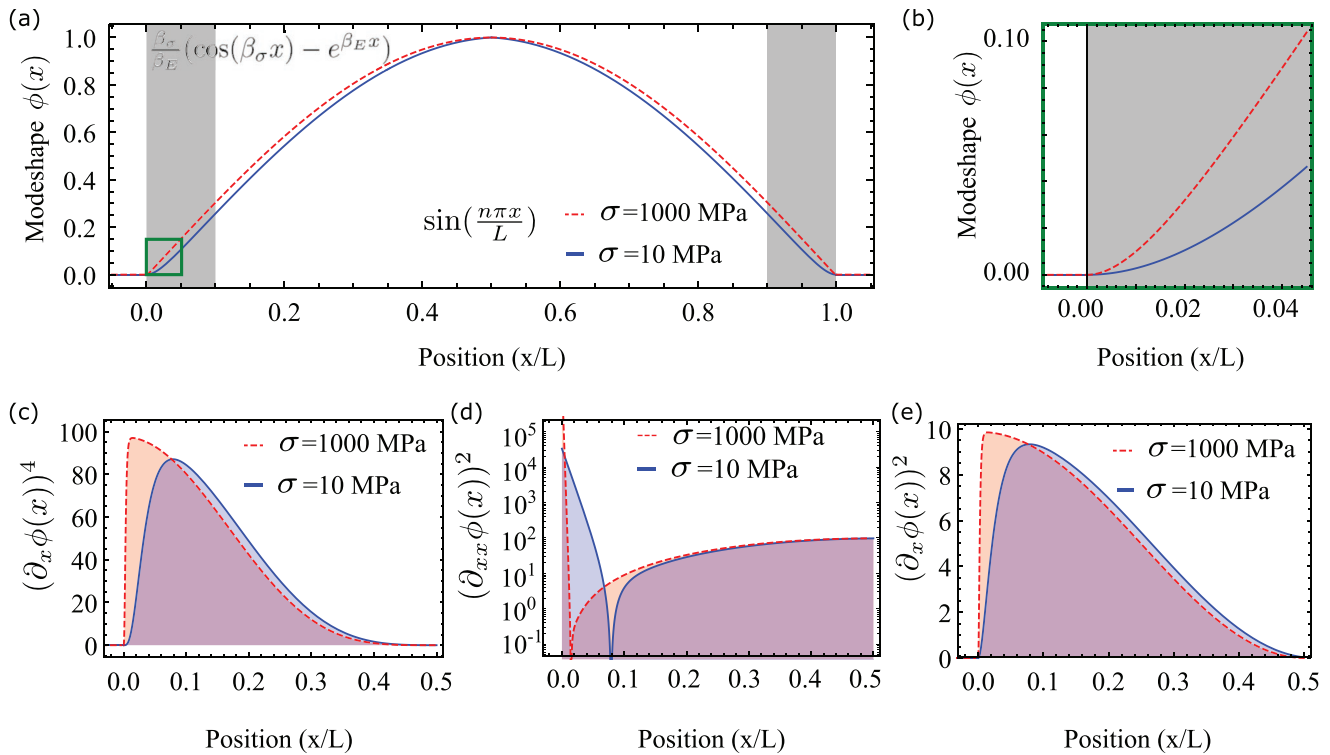 (a)
Modeshape ϕ(x)
1.0
0.8
0.6
0.4
0.2
0.0
\frac{β_σ}{β_E}(cos(β_σ x) − e^{β_E x})
sin(\frac{nπx}{L})
σ=1000 MPa
σ=10 MPa
0.0 0.2 0.4 0.6 0.8 1.0
Position (x/L)
(b)
Modeshape ϕ(x)
0.10
0.00
0.00 0.02 0.04
Position (x/L)
(c)
(∂_xϕ(x))^4
100
80
60
40
20
0
σ=1000 MPa
σ=10 MPa
0.0 0.1 0.2 0.3 0.4 0.5
Position (x/L)
(d)
(∂_{xx}ϕ(x))^2
10^5
10^4
10^3
10^2
10^1
10^0
10^{-1}
σ=1000 MPa
σ=10 MPa
0.0 0.1 0.2 0.3 0.4 0.5
Position (x/L)
(e)
(∂_xϕ(x))^2
10
8
6
4
2
0
σ=1000 MPa
σ=10 MPa
0.0 0.1 0.2 0.3 0.4 0.5
Position (x/L)